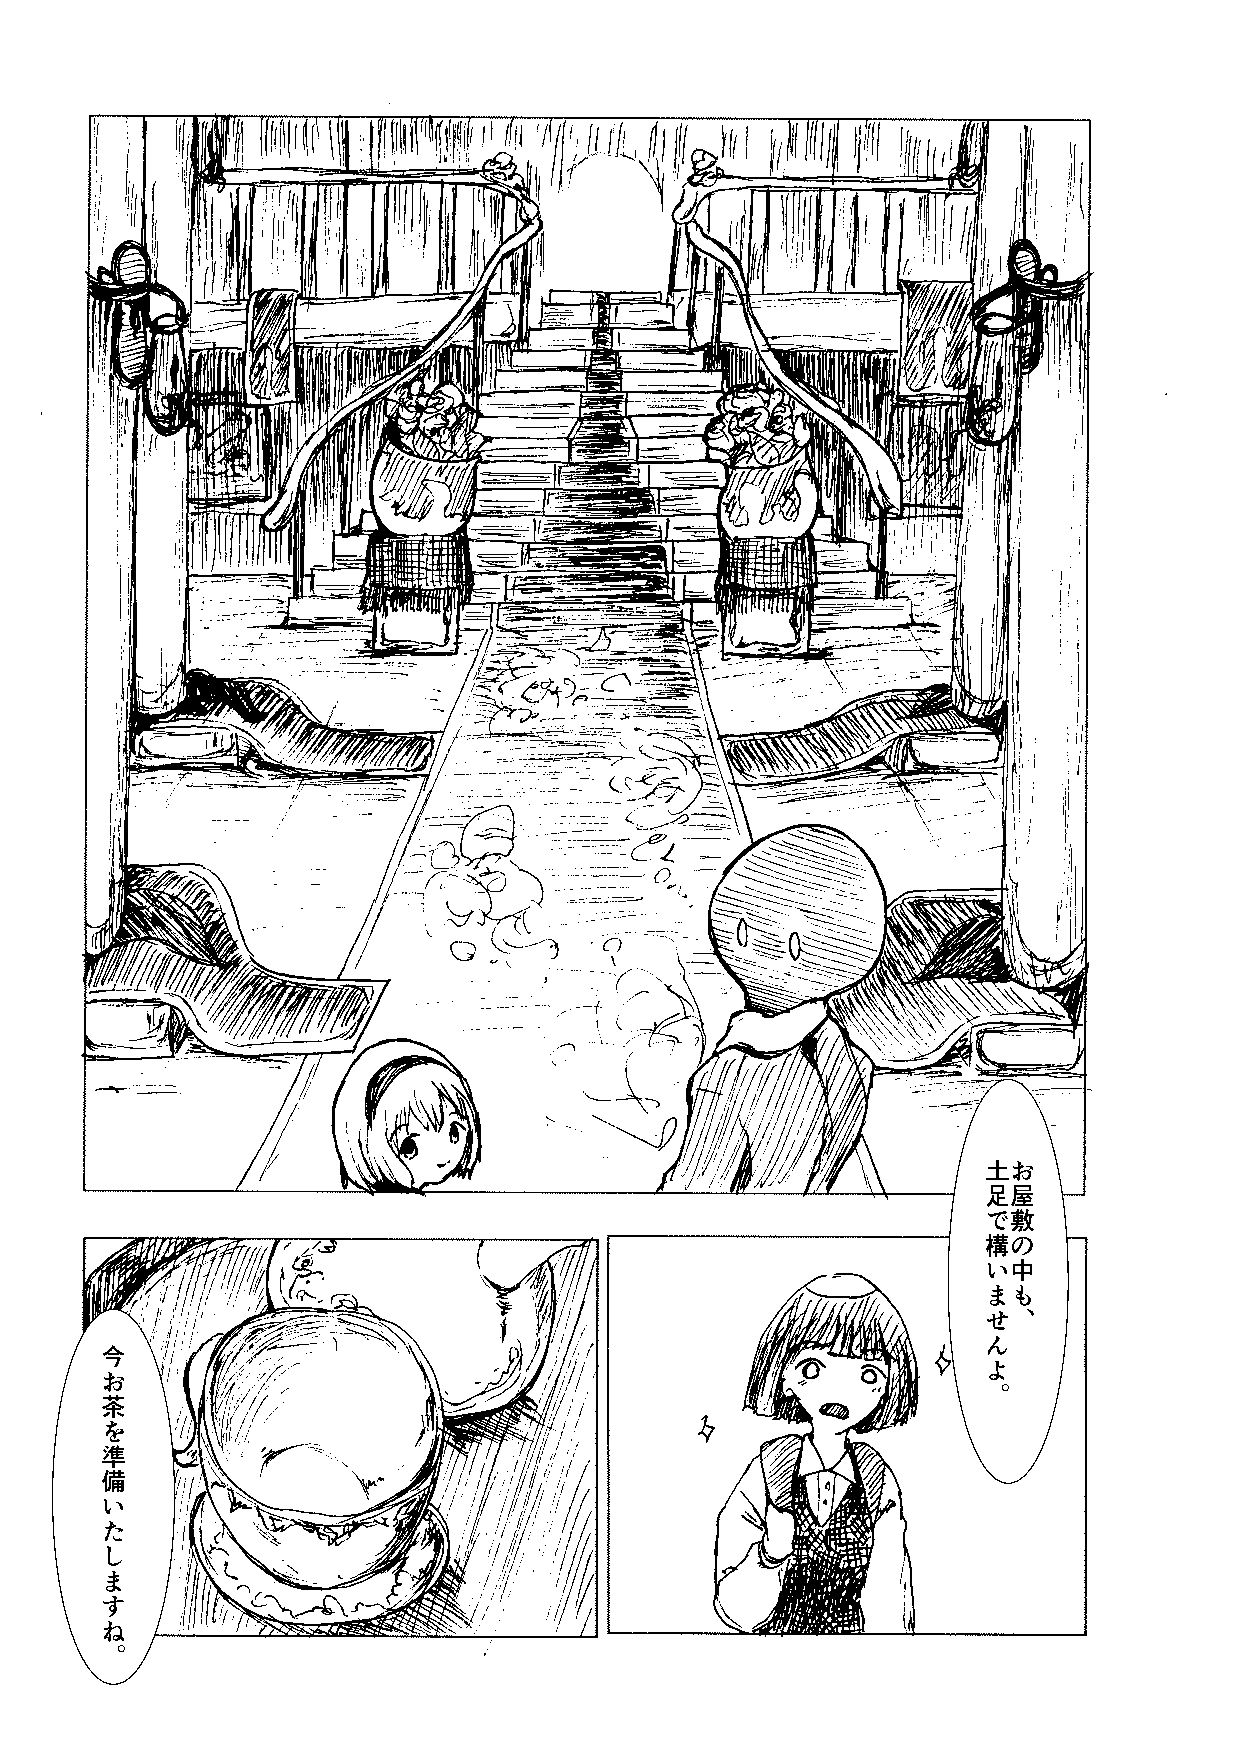 お屋敷の中も、
土足で構いませんよ。
今お茶を準備いたしますね。